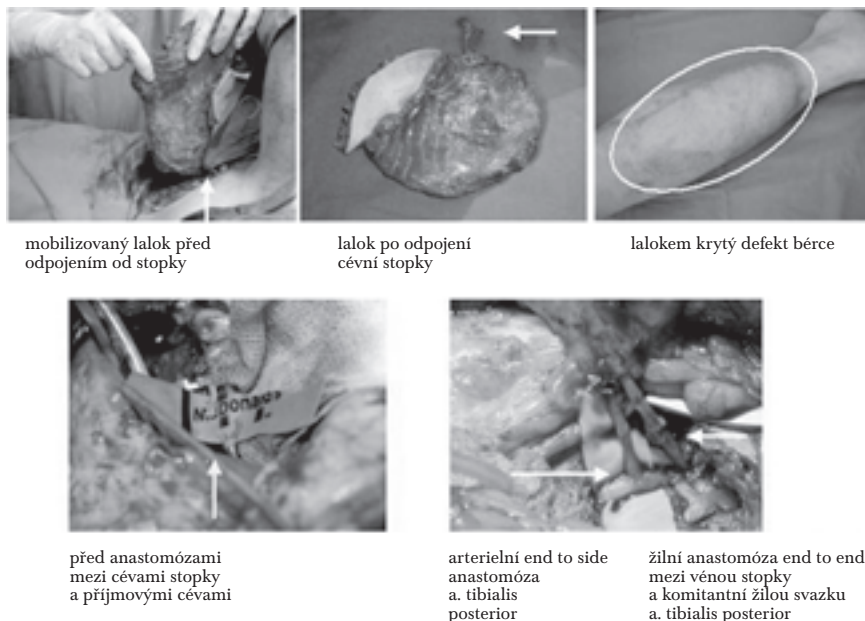 mobilizovaný lalok před
odpojením od stopky
lalok po odpojení
cévní stopky
lalokem krytý defekt bérce
před anastomózami
mezi cévami stopky
a příjmovými cévami
arterielní end to side
anastomóza
a. tibialis
posterior
žilní anastomóza end to end
mezi vénou stopky
a komitantní žilou svazku
a. tibialis posterior